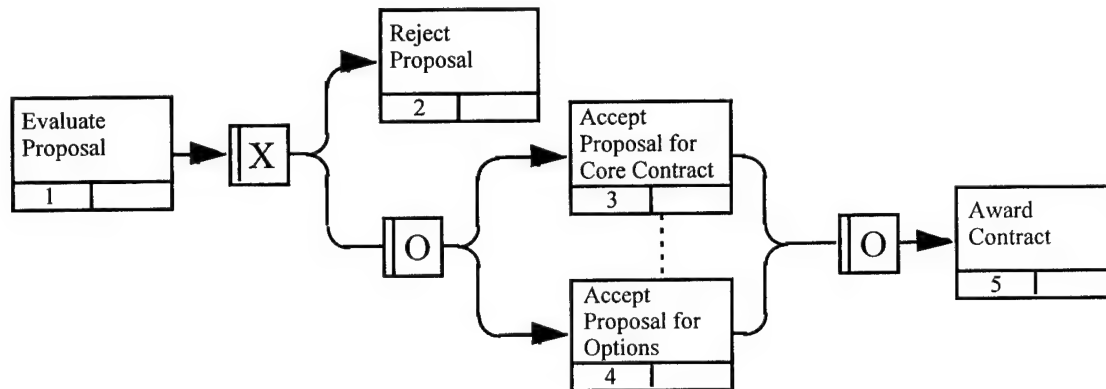 Reject
Proposal
2
Evaluate
Proposal
1
X
Accept
Proposal for
Core Contract
3
O
Accept
Proposal for
Options
4
O
Award
Contract
5